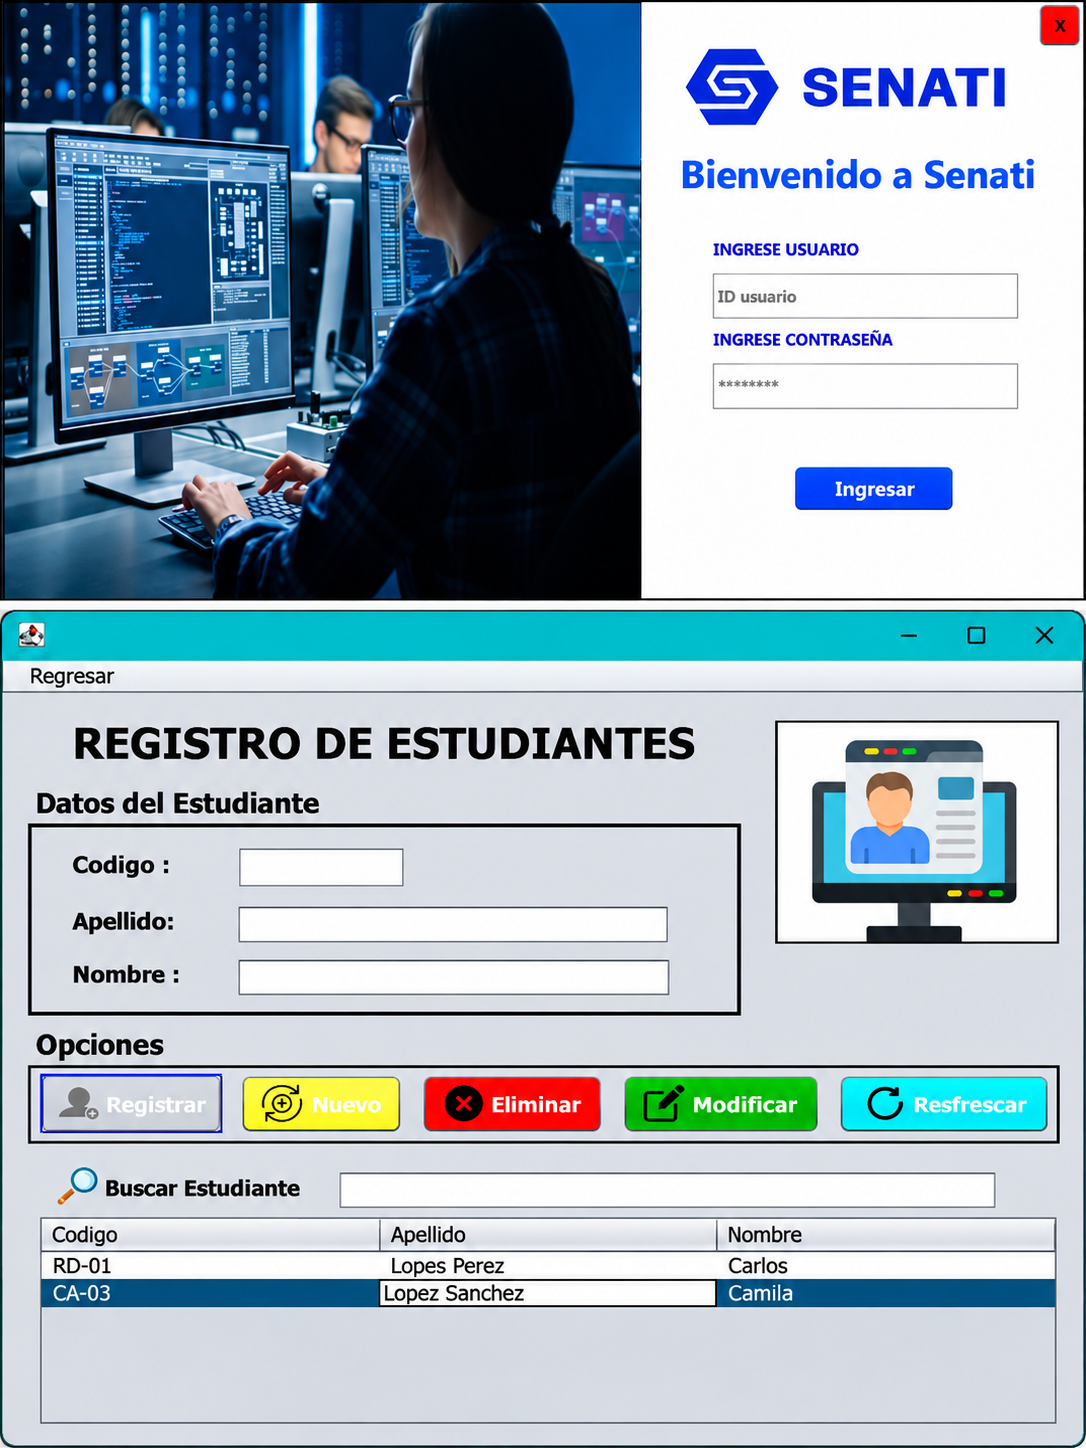 X
SENATI
Bienvenido a Senati
INGRESE USUARIO
ID usuario
INGRESE CONTRASEÑA
********
Ingresar
Regresar
REGISTRO DE ESTUDIANTES
Datos del Estudiante
Codigo :
Apellido:
Nombre :
Opciones
Registrar Nuevo Eliminar Modificar Resfrescar
Buscar Estudiante
Codigo Apellido Nombre
RD-01 Lopes Perez Carlos
CA-03 Lopez Sanchez Camila